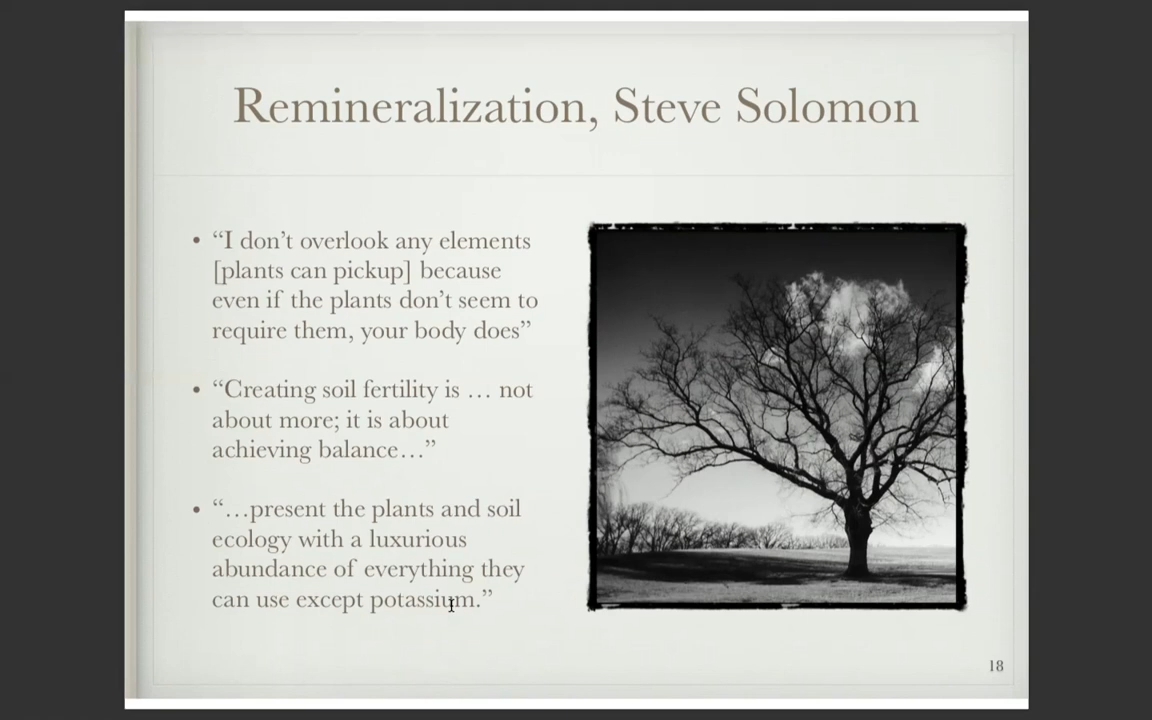 Remineralization, Steve Solomon
• “I don’t overlook any elements
[plants can pickup] because
even if the plants don’t seem to
require them, your body does”
• “Creating soil fertility is … not
about more; it is about
achieving balance…”
• “…present the plants and soil
ecology with a luxurious
abundance of everything they
can use except potassium.”
18